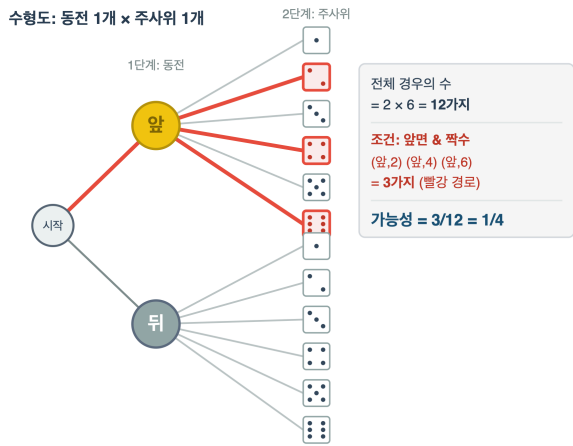 수형도: 동전 1개 × 주사위 1개
2단계: 주사위
1단계: 동전
앞
시작
뒤
전체 경우의 수
= 2 × 6 = 12가지
조건: 앞면 & 짝수
(앞,2) (앞,4) (앞,6)
= 3가지 (빨강 경로)
가능성 = 3/12 = 1/4